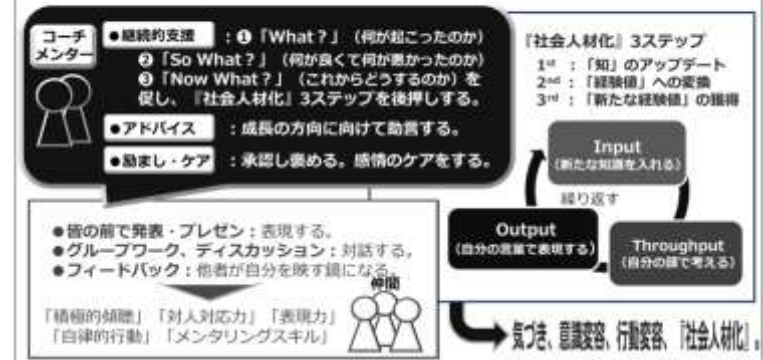 コーチ
メンター
●継続的支援 ：❶「What？」（何が起こったのか）
❷「So What？」（何が良くて何が悪かったのか）
❸「Now What？」（これからどうするのか）を
促し、『社会人材化』3ステップを後押しする。
●アドバイス ：成長の方向に向けて助言する。
●励まし・ケア ：承認し褒める。感情のケアをする。
●皆の前で発表・プレゼン：表現する。
●グループワーク、ディスカッション：対話する。
●フィードバック：他者が自分を映す鏡になる。
仲間
「積極的傾聴」「対人対応力」「表現力」
「自律的行動」「メンタリングスキル」
『社会人材化』3ステップ
1st ：「知」のアップデート
2nd ：「経験値」への変換
3rd ：「新たな経験値」の獲得
Input
（新たな知識を入れる）
繰り返す
Output
（自分の言葉で表現する）
Throughput
（自分の頭で考える）
気づき、意識変容、行動変容、『社会人材化』。